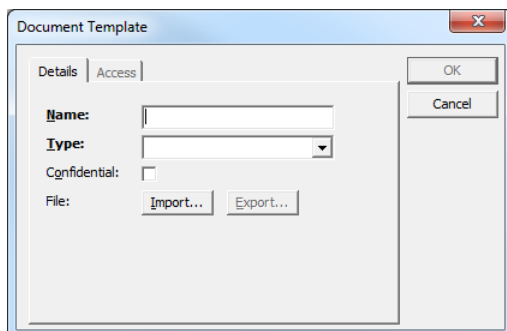 Document Template
Details Access OK
Cancel
Name:
Type:
Confidential:
File: Import... Export...